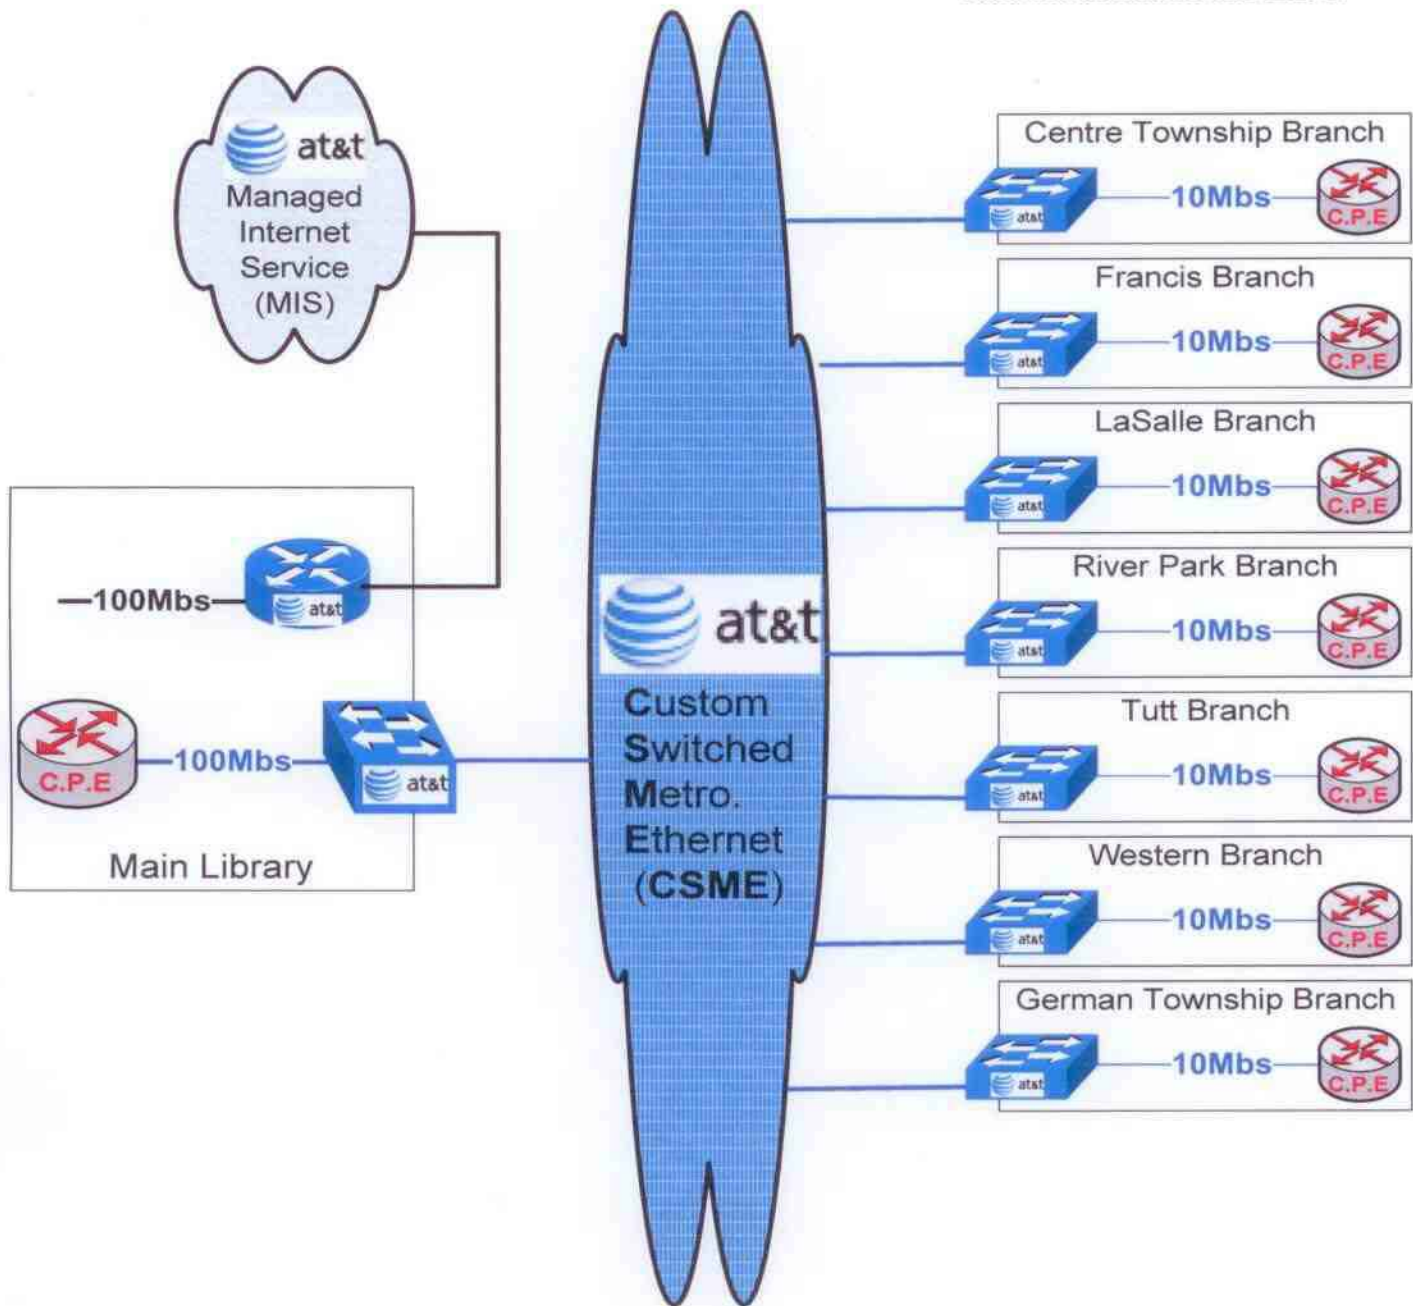 at&t
Managed
Internet
Service
(MIS)
100Mbs
at&t
C.P.E
100Mbs
at&t
Main Library
at&t
Custom
Switched
Metro.
Ethernet
(CSME)
Centre Township Branch
at&t
10Mbs
C.P.E
Francis Branch
at&t
10Mbs
C.P.E
LaSalle Branch
at&t
10Mbs
C.P.E
River Park Branch
at&t
10Mbs
C.P.E
Tutt Branch
at&t
10Mbs
C.P.E
Western Branch
at&t
10Mbs
C.P.E
German Township Branch
at&t
10Mbs
C.P.E